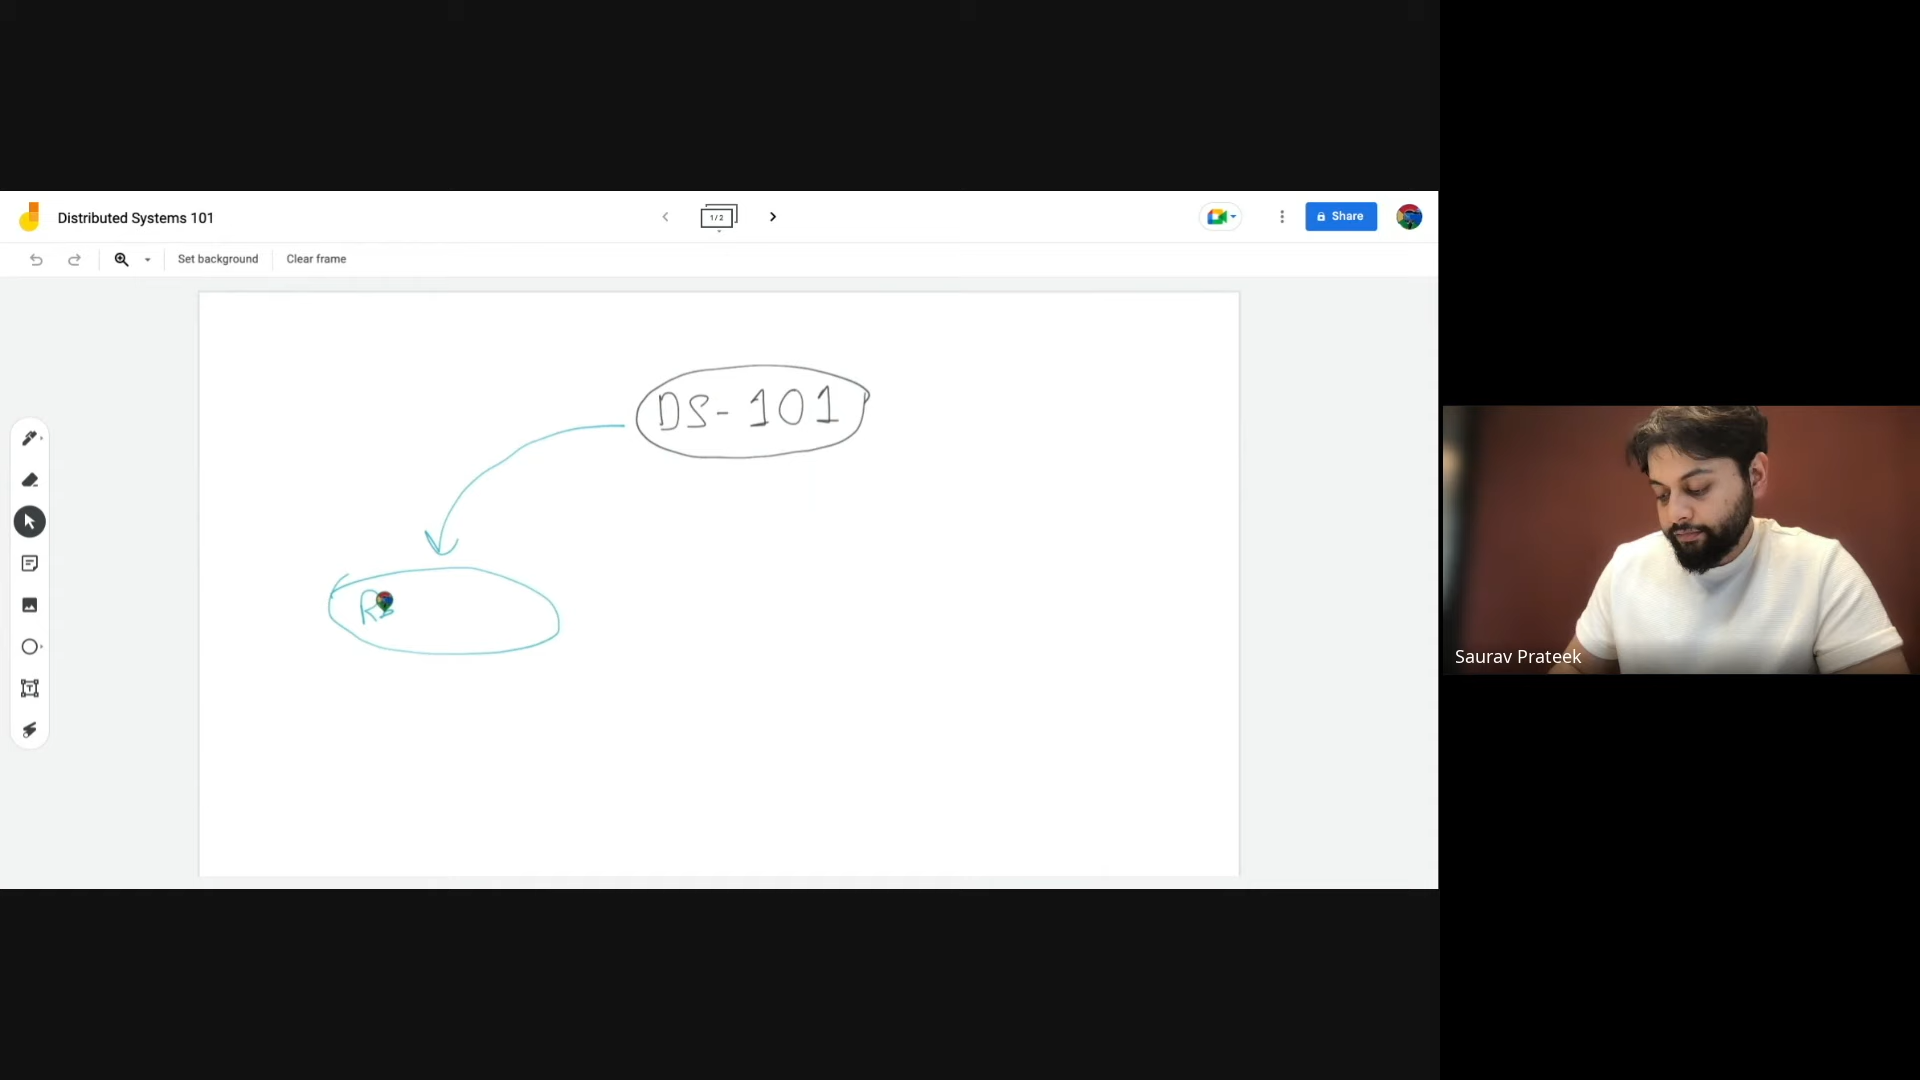 Distributed Systems 101
1/2
Share
Set background
Clear frame
DS-101
Saurav Prateek